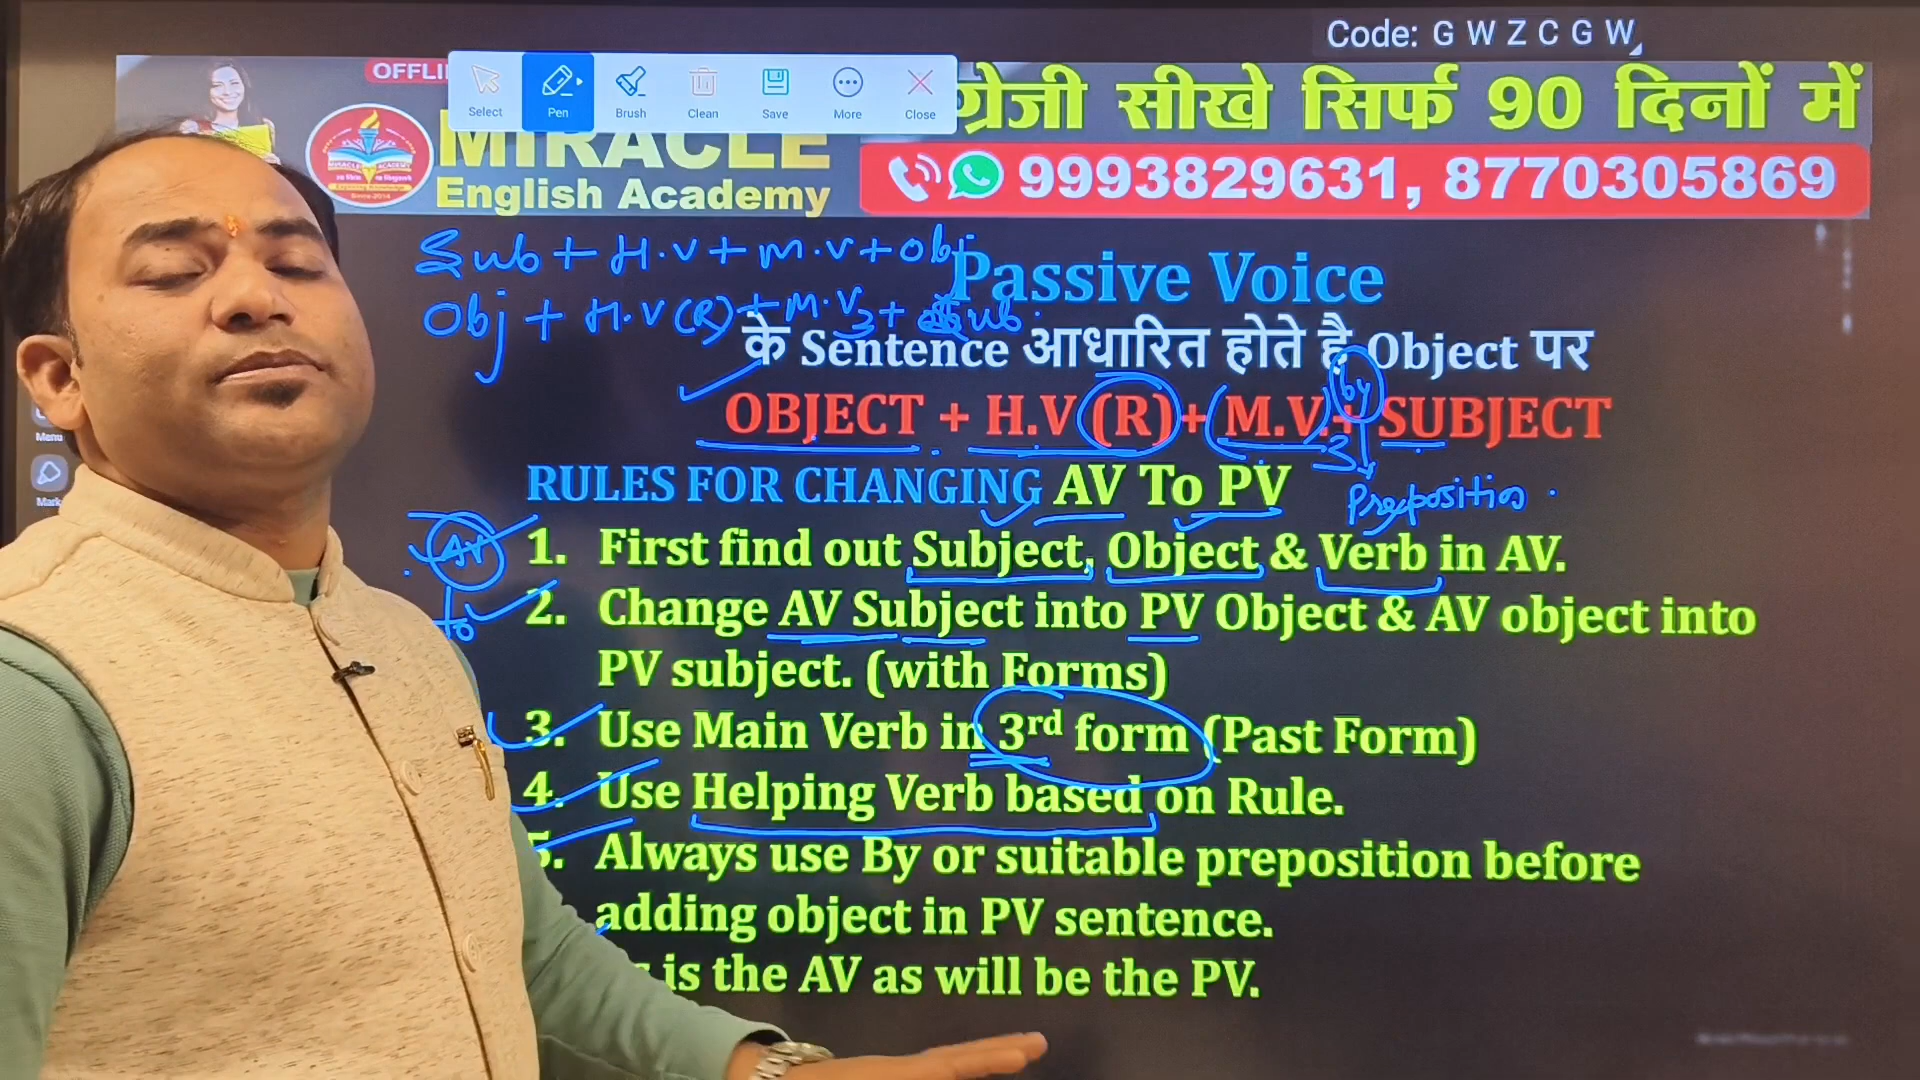 Code: G W Z C G W
OFFLI
Select Pen Brush Clean Save More Close
ग्रेजी सीखे सिर्फ 90 दिनों में
MIRACLE
English Academy
9993829631, 8770305869
Sub + H.V + M.V + Obj
Passive Voice
Obj + H.V (R) + M.V3 + Sub.
के Sentence आधारित होते है Object पर
by
OBJECT + H.V (R) + M.V. + SUBJECT
3
Menu
RULES FOR CHANGING AV To PV
Preposition
Mark
AV
1. First find out Subject, Object & Verb in AV.
2. Change AV Subject into PV Object & AV object into
to
PV subject. (with Forms)
3. Use Main Verb in 3rd form (Past Form)
4. Use Helping Verb based on Rule.
5. Always use By or suitable preposition before
adding object in PV sentence.
is the AV as will be the PV.